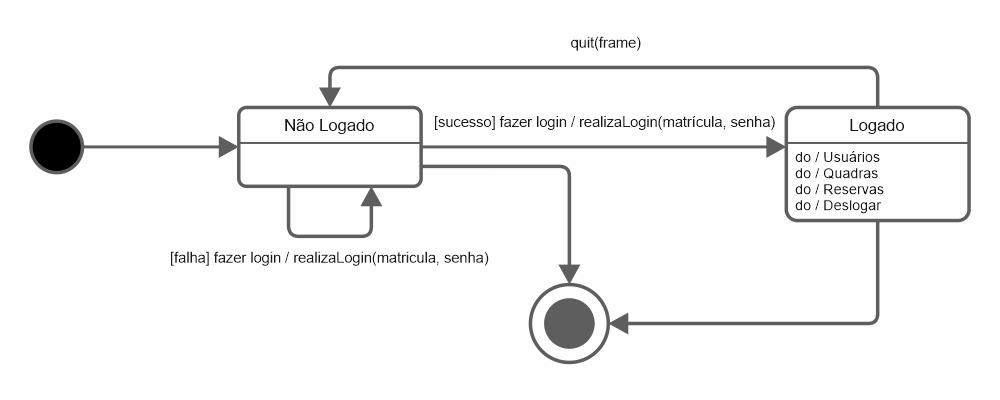 quit(frame)
Não Logado
[sucesso] fazer login / realizaLogin(matrícula, senha)
Logado
do / Usuários
do / Quadras
do / Reservas
do / Deslogar
[falha] fazer login / realizaLogin(matricula, senha)